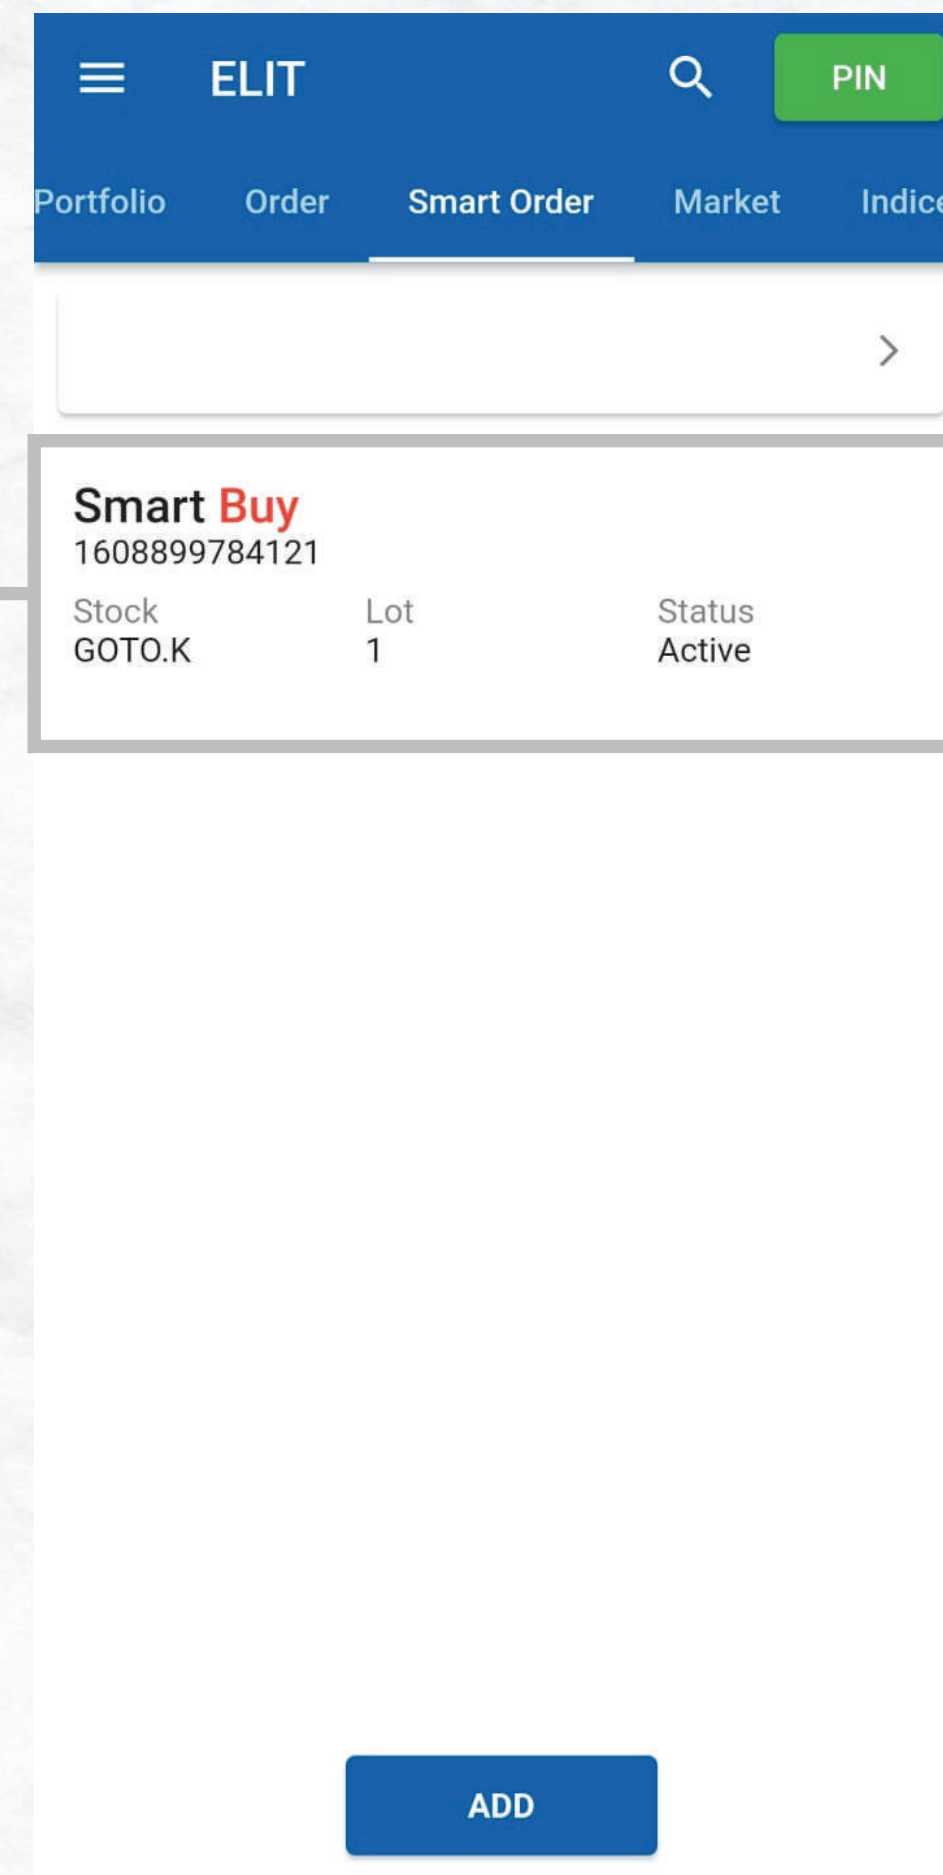 ELIT PIN
Portfolio Order Smart Order Market Indice
Smart Buy
1608899784121
Stock Lot Status
GOTO.K 1 Active
ADD